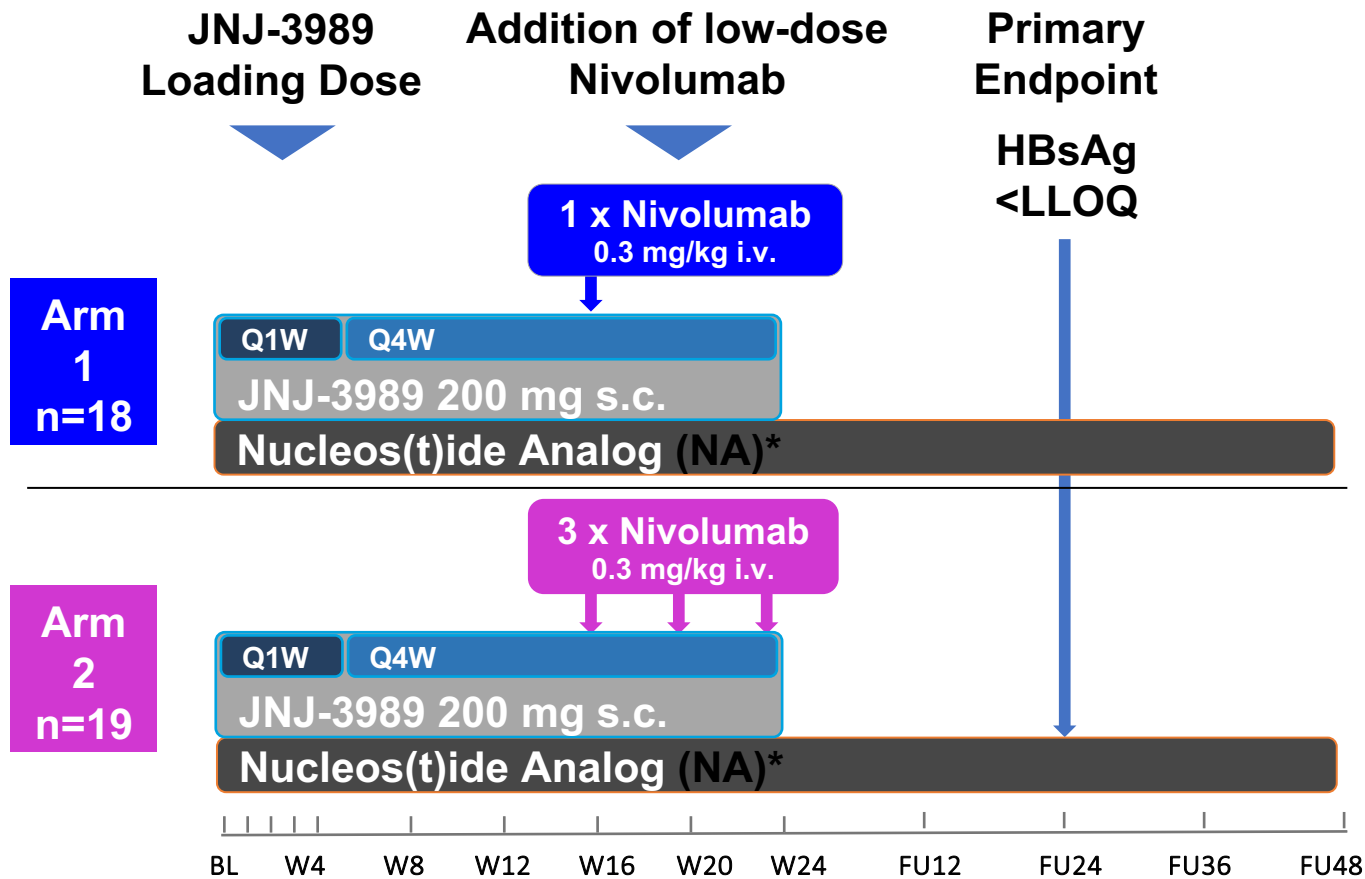 JNJ-3989
Loading Dose
Addition of low-dose
Nivolumab
Primary
Endpoint
HBsAg
<LLOQ
1 x Nivolumab
0.3 mg/kg i.v.
Arm
1
n=18
Q1W
Q4W
JNJ-3989 200 mg s.c.
Nucleos(t)ide Analog (NA)*
3 x Nivolumab
0.3 mg/kg i.v.
Arm
2
n=19
Q1W
Q4W
JNJ-3989 200 mg s.c.
Nucleos(t)ide Analog (NA)*
BL W4 W8 W12 W16 W20 W24 FU12 FU24 FU36 FU48